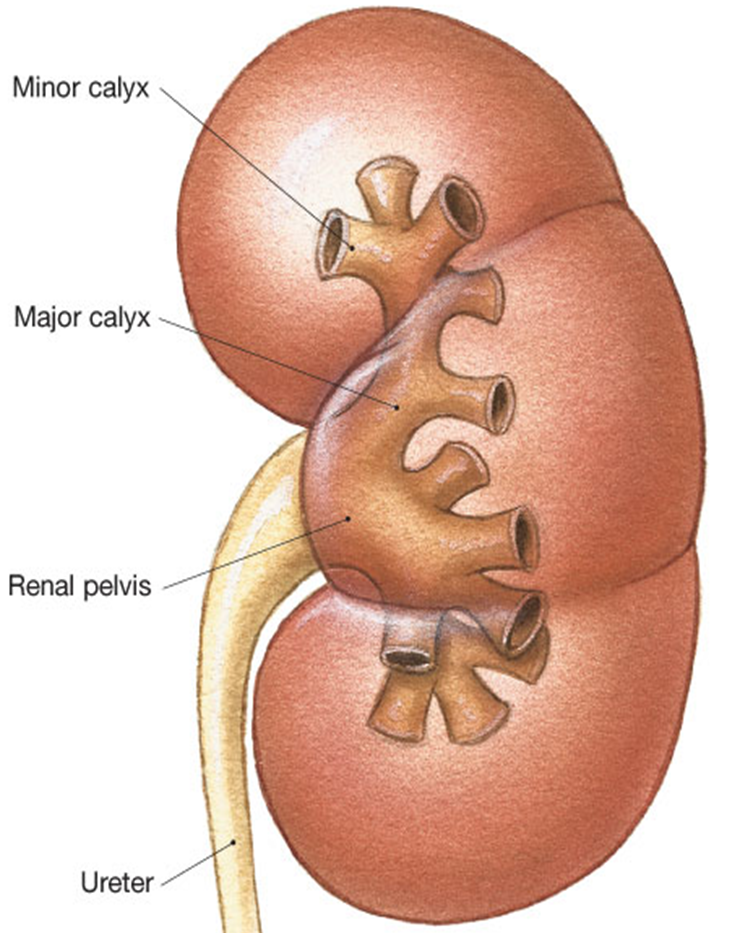 Minor calyx
Major calyx
Renal pelvis
Ureter